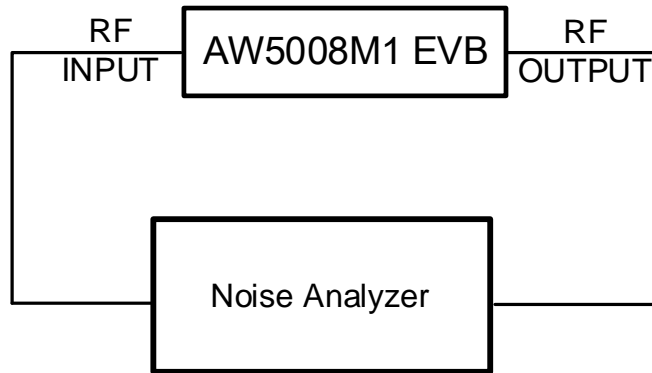 RF
INPUT
AW5008M1 EVB
RF
OUTPUT
Noise Analyzer